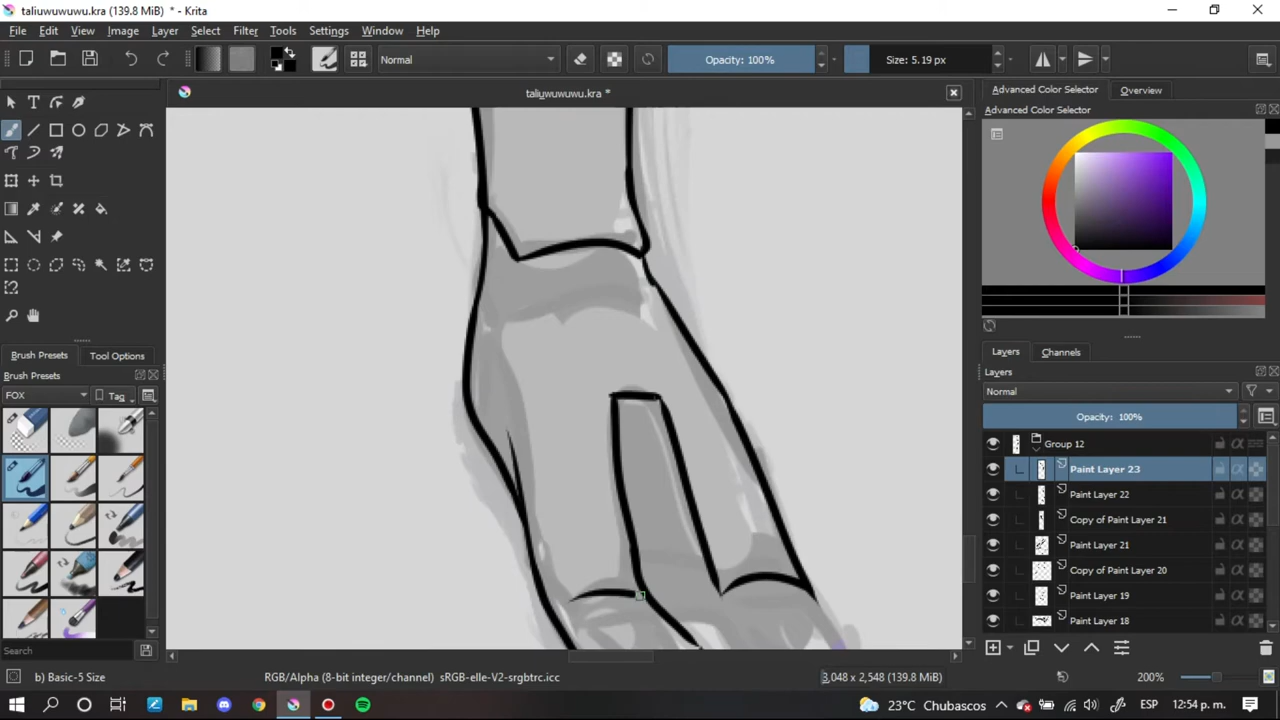 taliuwuwuwu.kra (139.8 MiB) * - Krita
File Edit View Image Layer Select Filter Tools Settings Window Help
Normal
Opacity: 100%
Size: 5.19 px
taliuwuwuwu.kra *
Advanced Color Selector
Overview
Advanced Color Selector
Brush Presets
Tool Options
Brush Presets
FOX
Tag
Search
Layers
Channels
Layers
Normal
Opacity: 100%
Group 12
Paint Layer 23
Paint Layer 22
Copy of Paint Layer 21
Paint Layer 21
Copy of Paint Layer 20
Paint Layer 19
Paint Layer 18
b) Basic-5 Size
RGB/Alpha (8-bit integer/channel) sRGB-elle-V2-srgbtrc.icc
3,048 x 2,548 (139.8 MiB)
200%
23°C Chubascos
ESP
12:54 p. m.